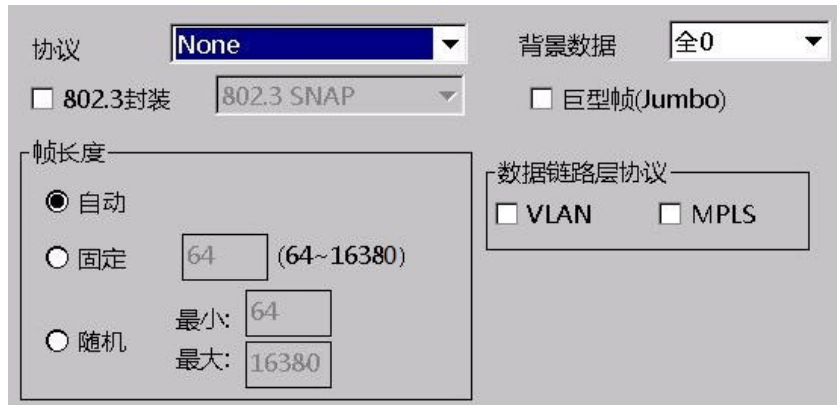 协议 None 背景数据 全0
802.3封装 802.3 SNAP 巨型帧(Jumbo)
帧长度
自动
固定 64 (64~16380)
随机 最小: 64
最大: 16380
数据链路层协议
VLAN MPLS